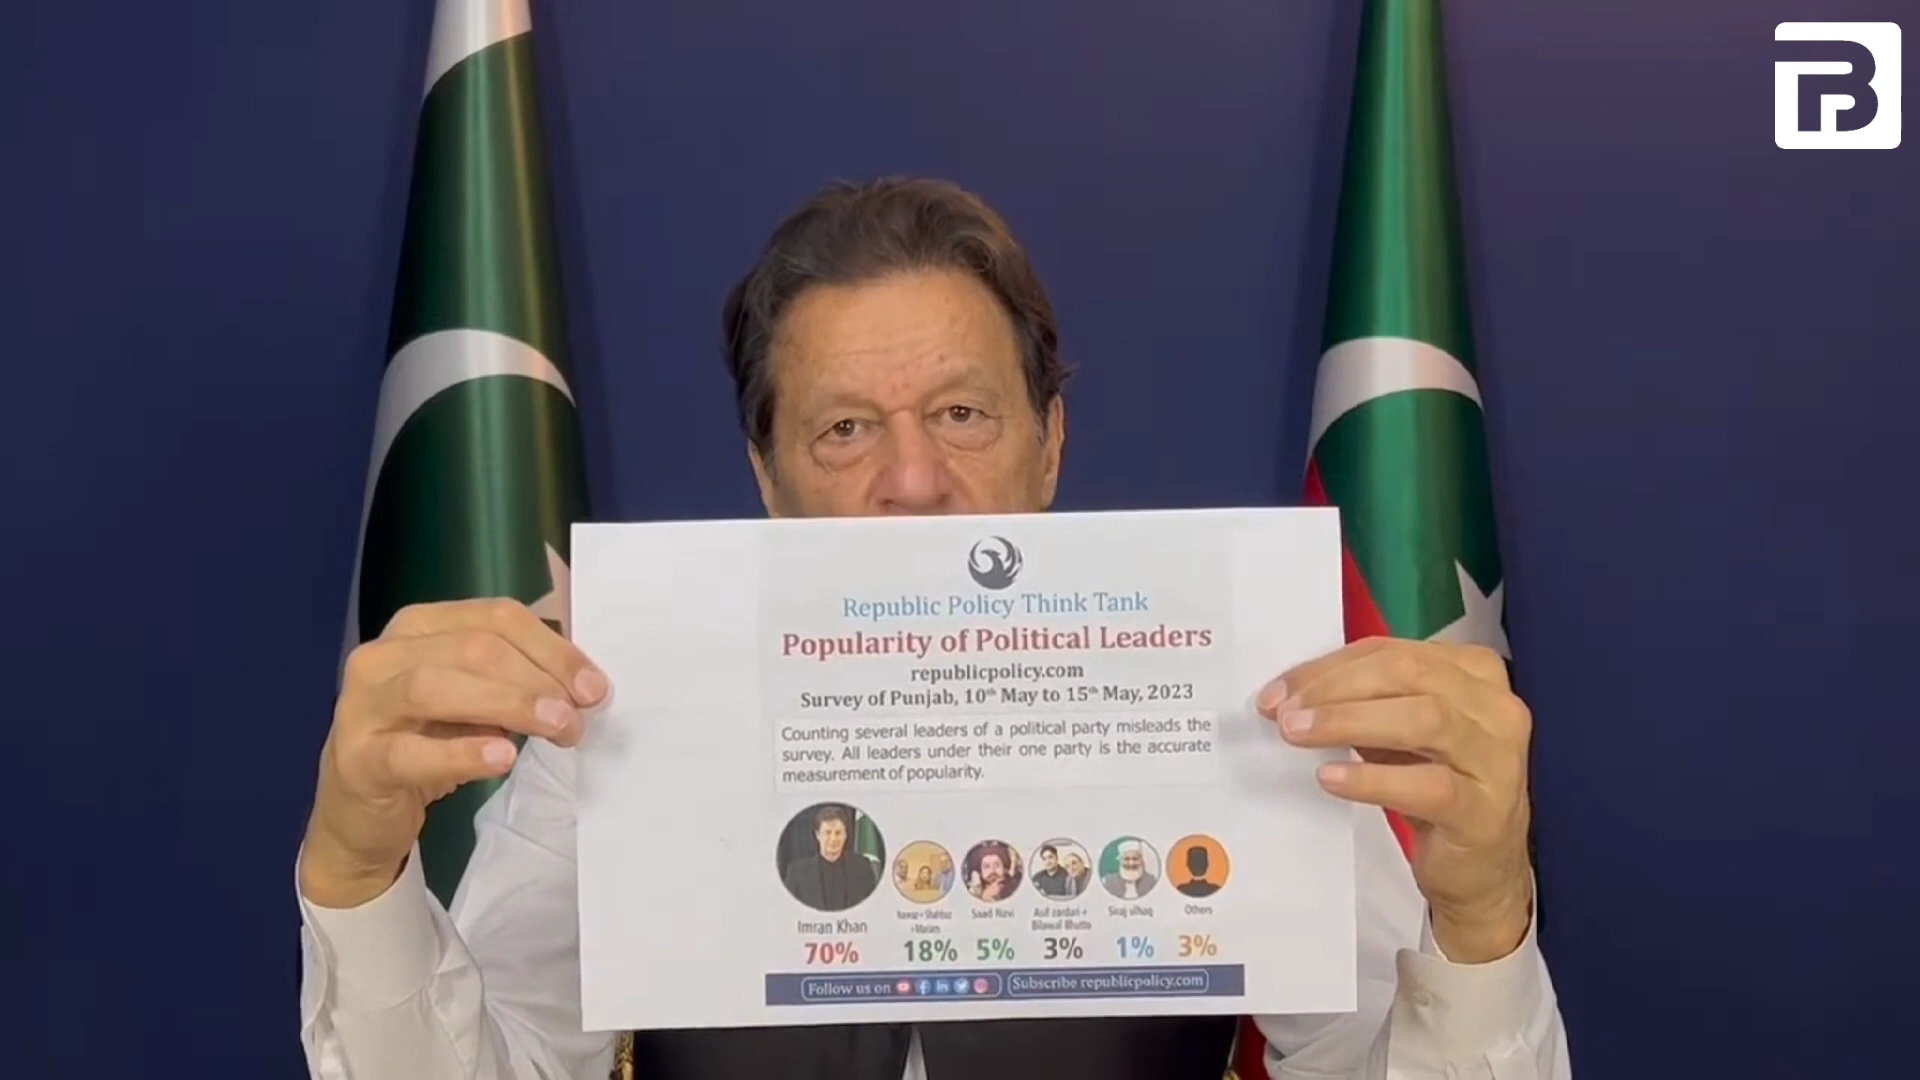 Republic Policy Think Tank
Popularity of Political Leaders
republicpolicy.com
Survey of Punjab, 10th May to 15th May, 2023
Counting several leaders of a political party misleads the
survey. All leaders under their one party is the accurate
measurement of popularity.
Imran Khan
Nawaz + Shahbaz
+ Mariam
Saad Rizvi
Asif zardari +
Bilawal Bhutto
Siraj ulhaq
Others
70% 18% 5% 3% 1% 3%
Follow us on
Subscribe republicpolicy.com